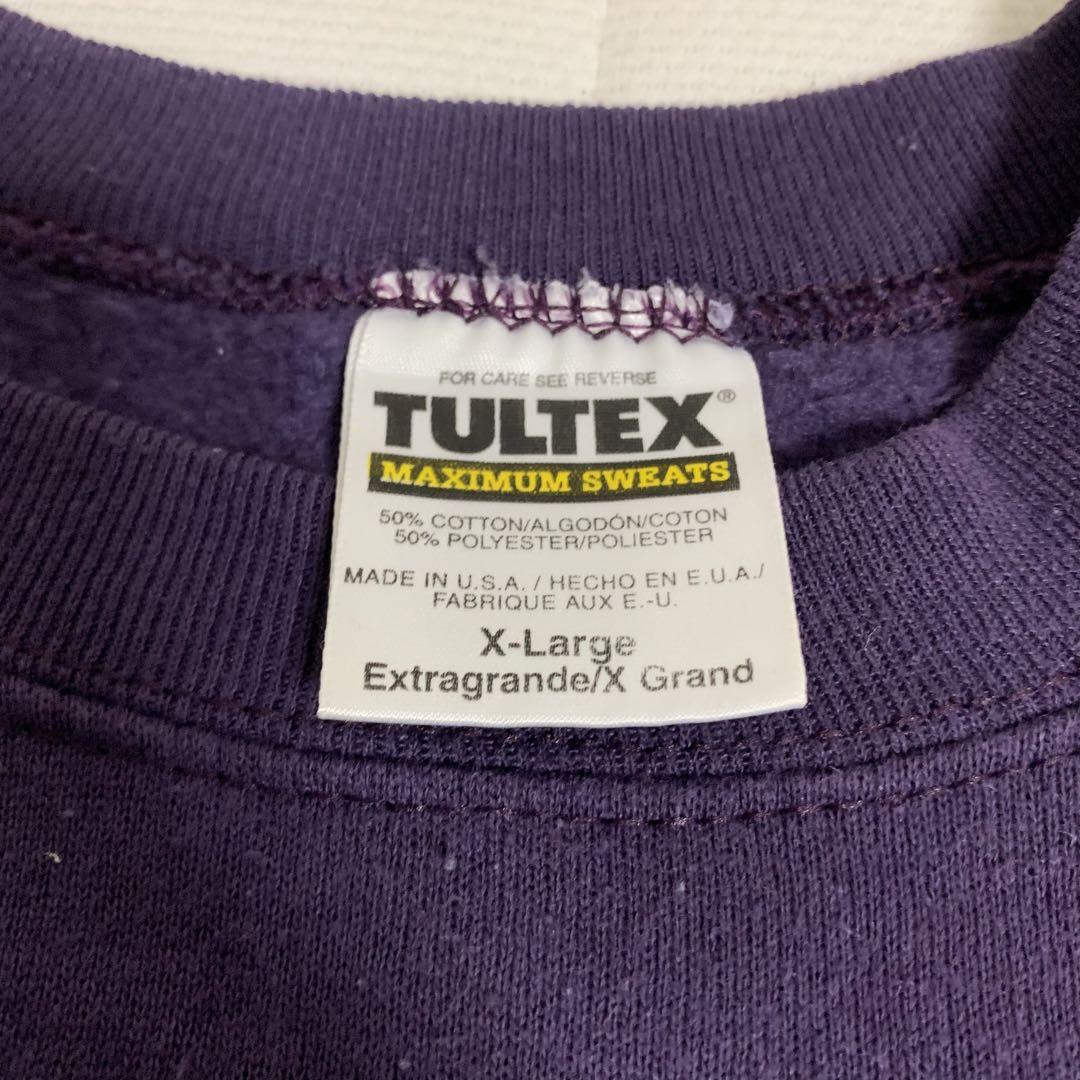 FOR CARE SEE REVERSE
TULTEX®
MAXIMUM SWEATS
50% COTTON/ALGODÓN/COTON
50% POLYESTER/POLIESTER
MADE IN U.S.A. / HECHO EN E.U.A./
FABRIQUE AUX E.-U.
X-Large
Extragrande/X Grand